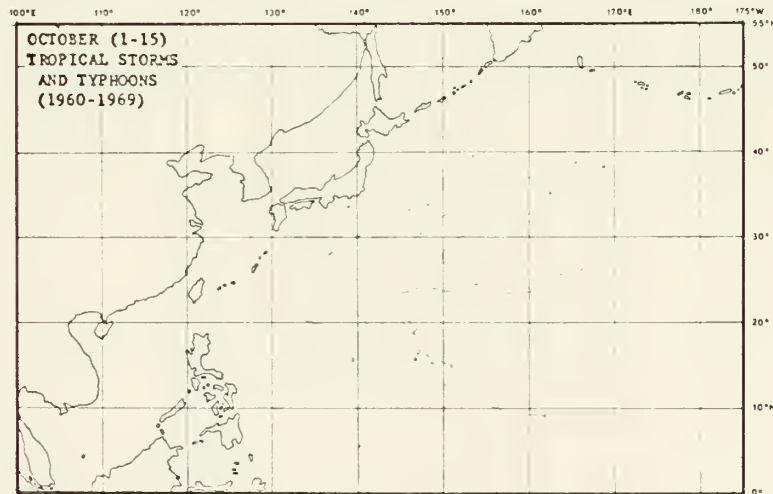 100°E 110° 120° 130° 140° 150° 160°E 170°E 180° 175°W
OCTOBER (1-15)
TROPICAL STORMS
AND TYPHOONS
(1960-1969)
55°N
50°
40°
30°
20°
10°N
0°